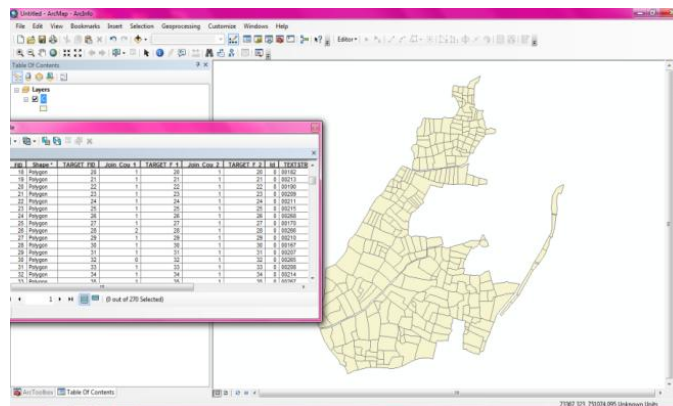 Untitled - ArcMap - ArcInfo
File Edit View Bookmarks Insert Selection Geoprocessing Customize Windows Help
Editor
Table Of Contents
Layers
FID Shape * TARGET_FID Join_Cou_1 TARGET_F_1 Join_Cou_2 TARGET_F_2 Id TEXTSTR
18 Polygon 20 1 20 1 20 0 00182
19 Polygon 21 1 21 1 21 0 00213
20 Polygon 22 1 22 1 22 0 00190
21 Polygon 23 1 23 1 23 0 00209
22 Polygon 24 1 24 1 24 0 00211
23 Polygon 25 1 25 1 25 0 00215
24 Polygon 26 1 26 1 26 0 00268
25 Polygon 27 1 27 1 27 0 00170
26 Polygon 28 2 28 1 28 0 00266
27 Polygon 29 1 29 1 29 0 00210
28 Polygon 30 1 30 1 30 0 00187
29 Polygon 31 1 31 1 31 0 00207
30 Polygon 32 0 32 1 32 0 00265
31 Polygon 33 1 33 1 33 0 00208
32 Polygon 34 1 34 1 34 0 00214
1 (0 out of 270 Selected)
ArcToolbox Table Of Contents
Unknown Units